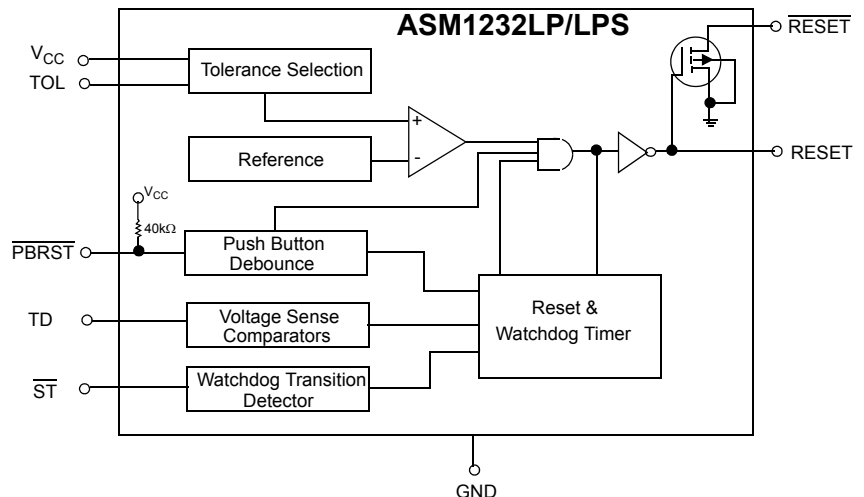 ASM1232LP/LPS
RESET
VCC
Tolerance Selection
TOL
+
Reference
-
RESET
VCC
40kΩ
PBRST
Push Button
Debounce
Reset &
Watchdog Timer
TD
Voltage Sense
Comparators
ST
Watchdog Transition
Detector
GND